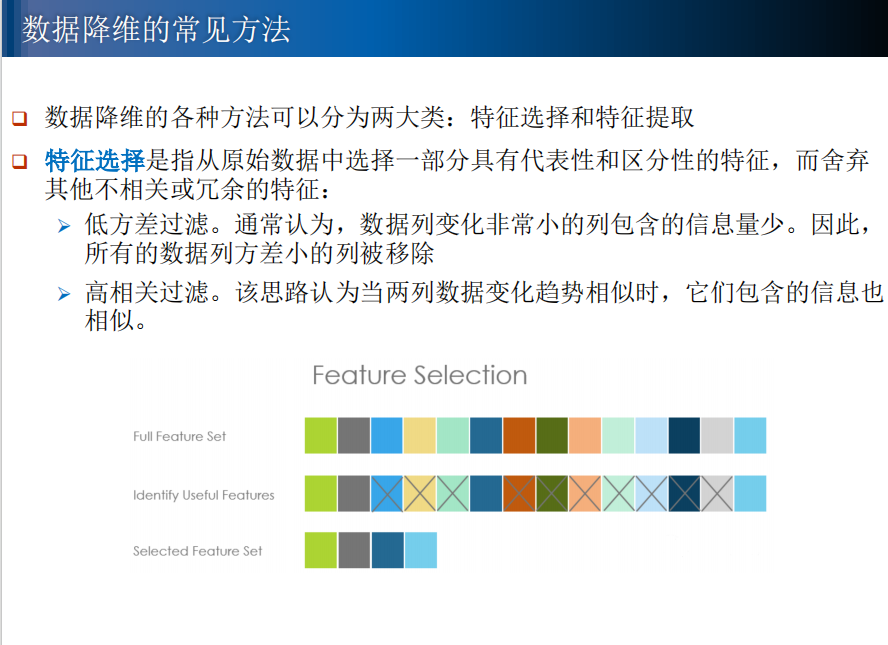 数据降维的常见方法
数据降维的各种方法可以分为两大类：特征选择和特征提取
特征选择是指从原始数据中选择一部分具有代表性和区分性的特征，而舍弃
其他不相关或冗余的特征：
低方差过滤。通常认为，数据列变化非常小的列包含的信息量少。因此，
所有的数据列方差小的列被移除
高相关过滤。该思路认为当两列数据变化趋势相似时，它们包含的信息也
相似。
Feature Selection
Full Feature Set
Identify Useful Features
Selected Feature Set